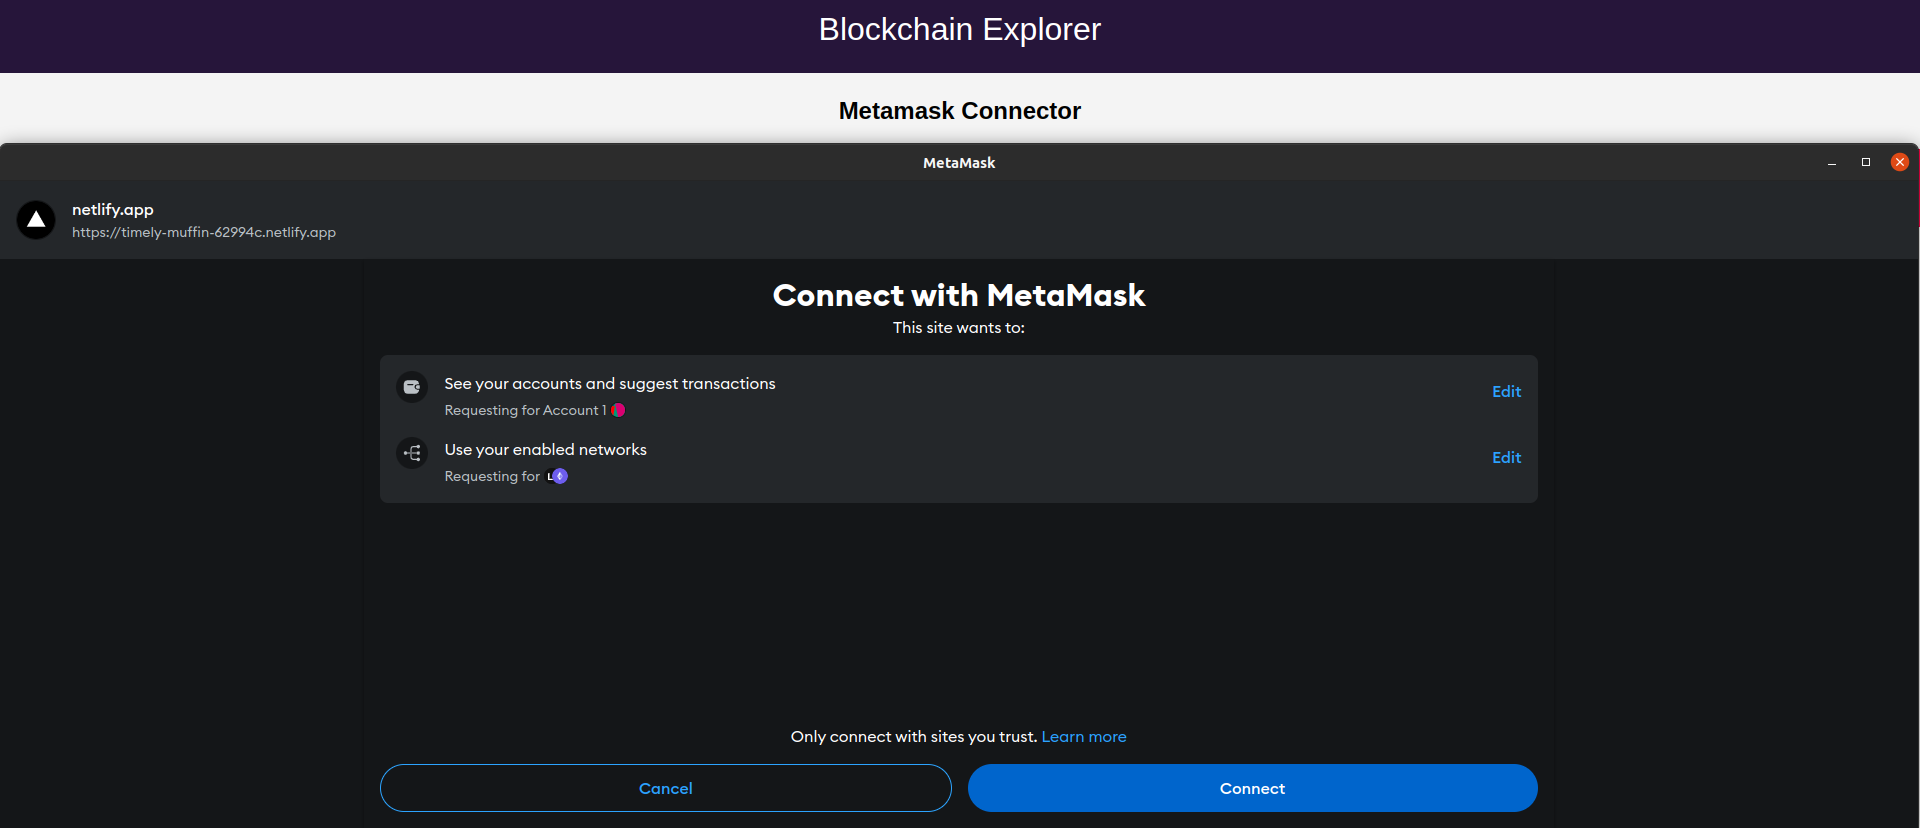 Blockchain Explorer
Metamask Connector
MetaMask
netlify.app
https://timely-muffin-62994c.netlify.app
Connect with MetaMask
This site wants to:
See your accounts and suggest transactions
Edit
Requesting for Account 1
Use your enabled networks
Edit
Requesting for L
Only connect with sites you trust. Learn more
Cancel
Connect